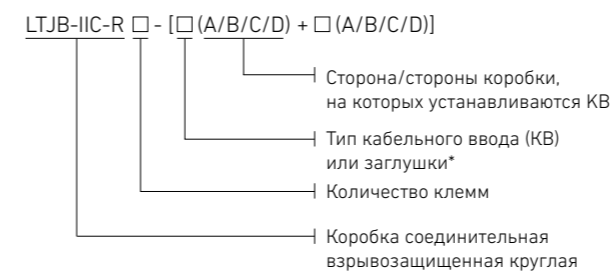 LTJB-IIC-R □ - [□ (A/B/C/D) + □ (A/B/C/D)]
Сторона/стороны коробки,
на которых устанавливаются КВ
Тип кабельного ввода (КВ)
или заглушки*
Количество клемм
Коробка соединительная
взрывозащищенная круглая